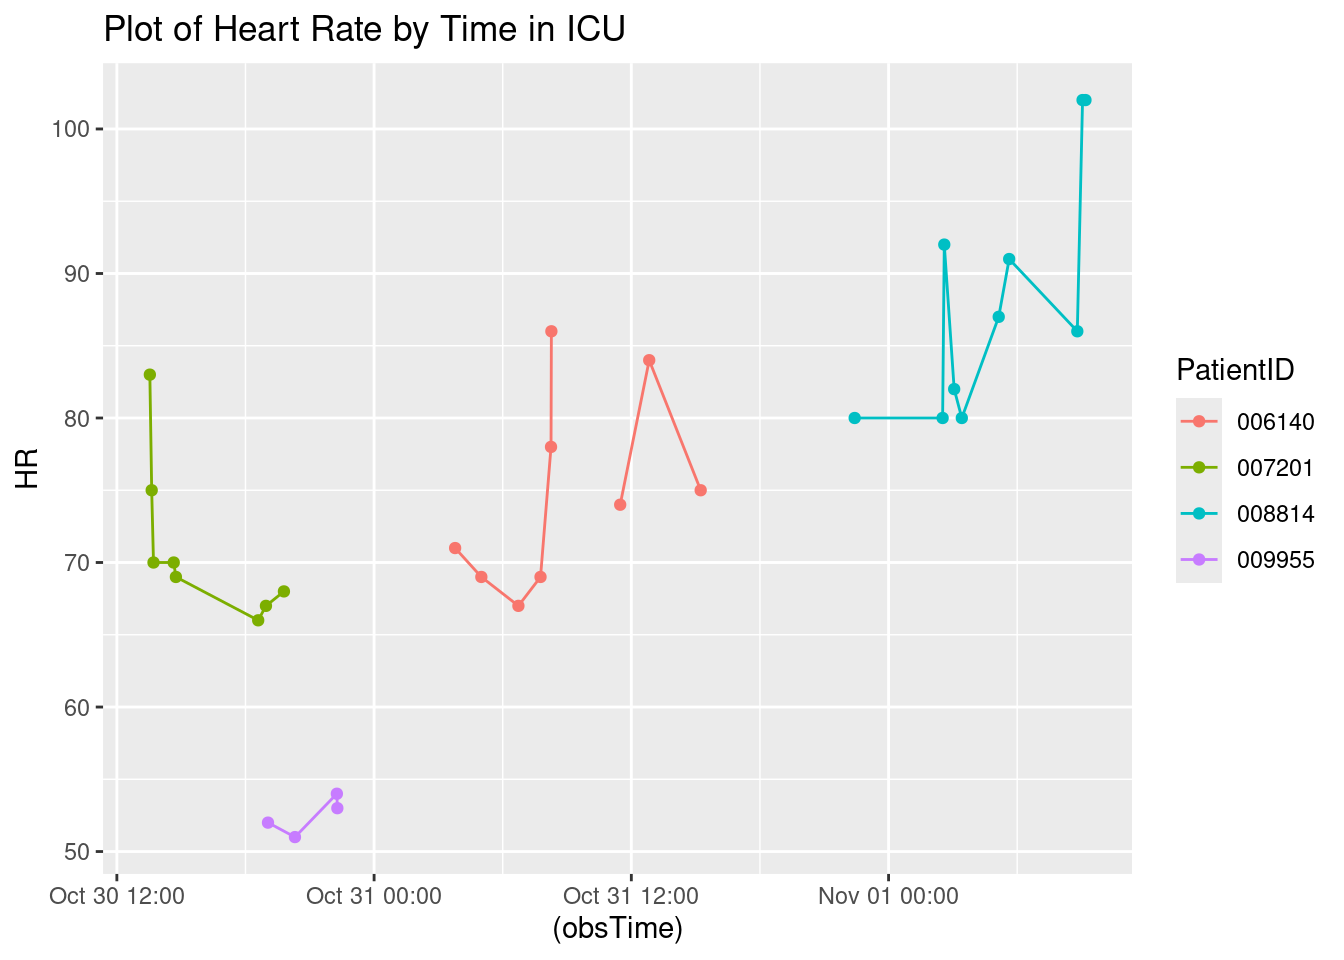 Plot of Heart Rate by Time in ICU
100
90
80
70
60
50
HR
Oct 30 12:00
Oct 31 00:00
Oct 31 12:00
Nov 01 00:00
(obsTime)
PatientID
006140
007201
008814
009955